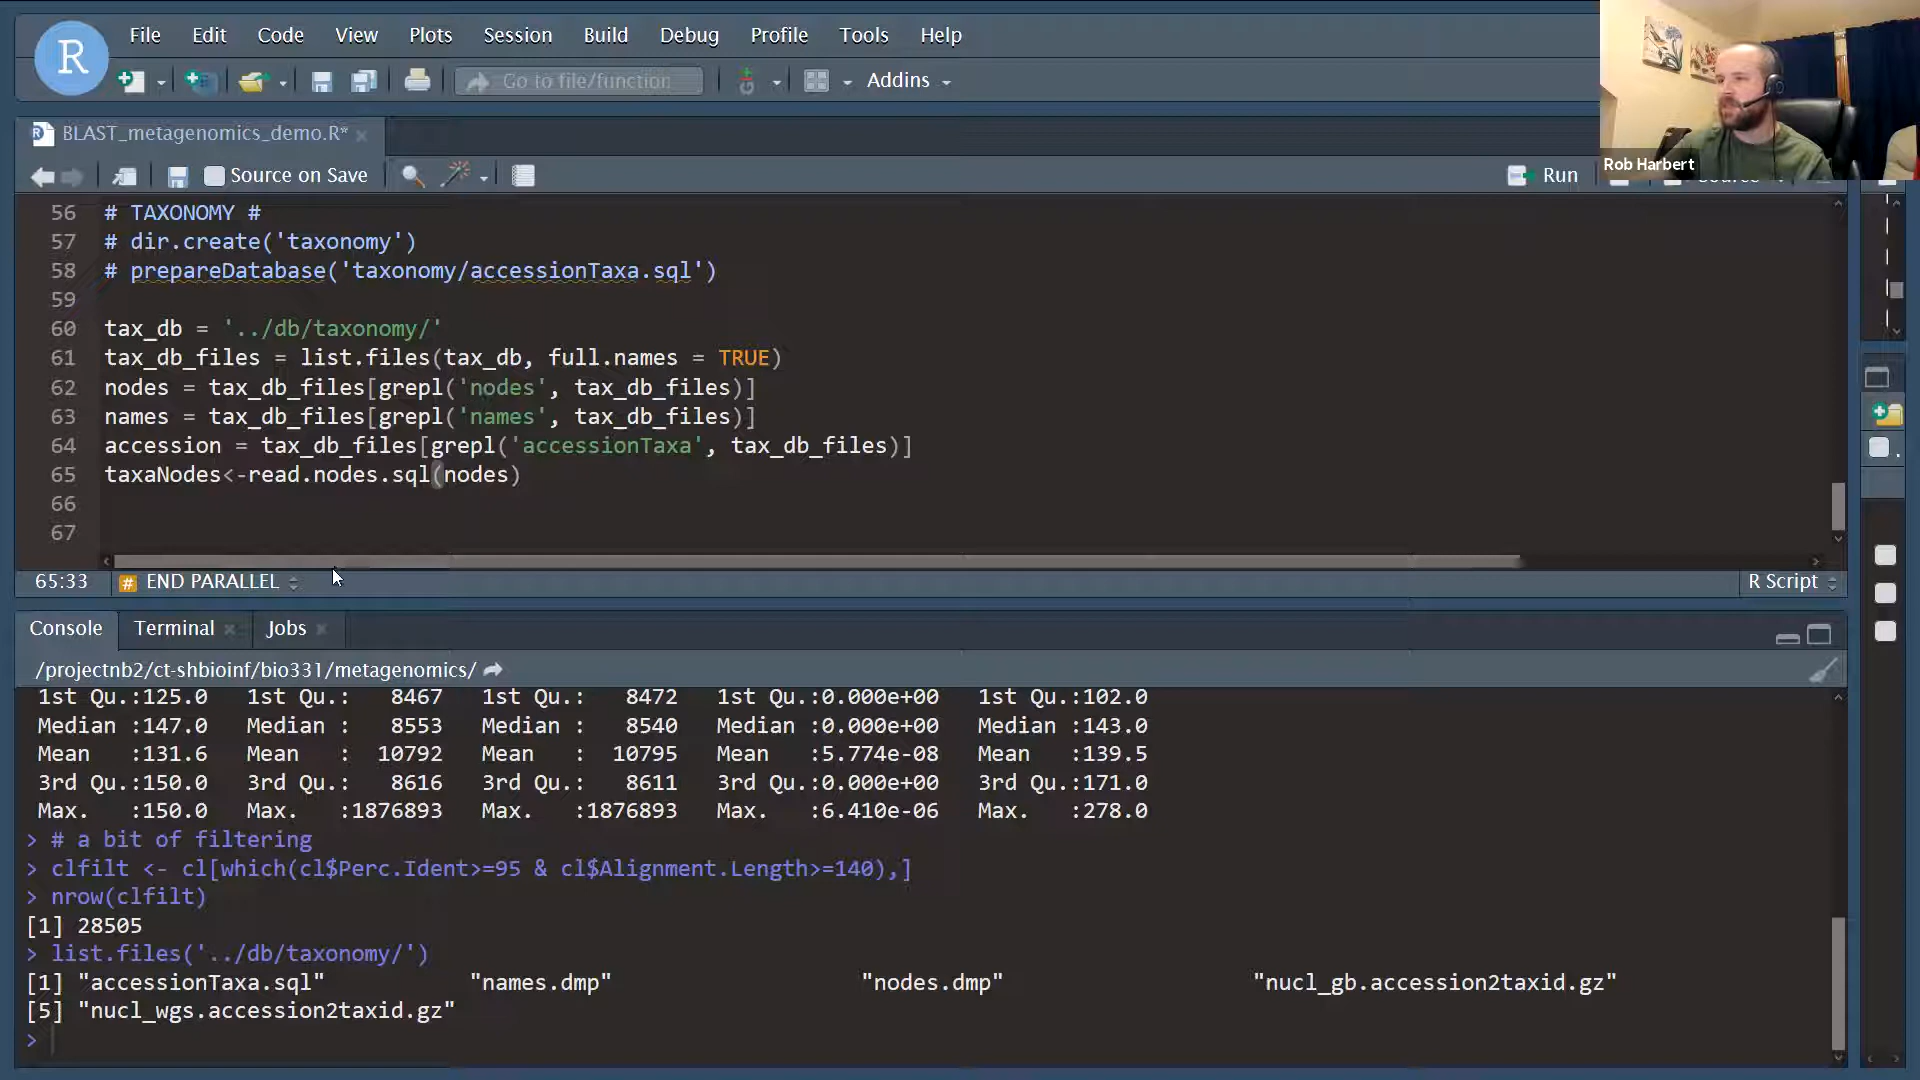 R
File Edit Code View Plots Session Build Debug Profile Tools Help
Go to file/function Addins
Rob Harbert
BLAST_metagenomics_demo.R*
Source on Save Run
56 # TAXONOMY #
57 # dir.create('taxonomy')
58 # prepareDatabase('taxonomy/accessionTaxa.sql')
59
60 tax_db = '../db/taxonomy/'
61 tax_db_files = list.files(tax_db, full.names = TRUE)
62 nodes = tax_db_files[grepl('nodes', tax_db_files)]
63 names = tax_db_files[grepl('names', tax_db_files)]
64 accession = tax_db_files[grepl('accessionTaxa', tax_db_files)]
65 taxaNodes<-read.nodes.sql(nodes)
66
67
65:33 # END PARALLEL R Script
Console Terminal Jobs
/projectnb2/ct-shbioinf/bio331/metagenomics/
1st Qu.:125.0 1st Qu.: 8467 1st Qu.: 8472 1st Qu.:0.000e+00 1st Qu.:102.0
Median :147.0 Median : 8553 Median : 8540 Median :0.000e+00 Median :143.0
Mean :131.6 Mean : 10792 Mean : 10795 Mean :5.774e-08 Mean :139.5
3rd Qu.:150.0 3rd Qu.: 8616 3rd Qu.: 8611 3rd Qu.:0.000e+00 3rd Qu.:171.0
Max. :150.0 Max. :1876893 Max. :1876893 Max. :6.410e-06 Max. :278.0
> # a bit of filtering
> clfilt <- cl[which(cl$Perc.Ident>=95 & cl$Alignment.Length>=140),]
> nrow(clfilt)
[1] 28505
> list.files('../db/taxonomy/')
[1] "accessionTaxa.sql" "names.dmp" "nodes.dmp" "nucl_gb.accession2taxid.gz"
[5] "nucl_wgs.accession2taxid.gz"
>